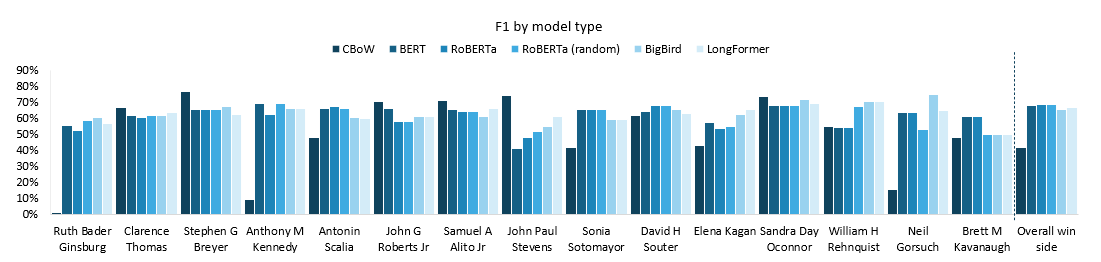 F1 by model type
CBoW BERT RoBERTa RoBERTa (random) BigBird LongFormer
90%
80%
70%
60%
50%
40%
30%
20%
10%
0%
Ruth Bader
Ginsburg
Clarence
Thomas
Stephen G
Breyer
Anthony M
Kennedy
Antonin
Scalia
John G
Roberts Jr
Samuel A
Alito Jr
John Paul
Stevens
Sonia
Sotomayor
David H
Souter
Elena Kagan
Sandra Day
Oconnor
William H
Rehnquist
Neil
Gorsuch
Brett M
Kavanaugh
Overall win
side